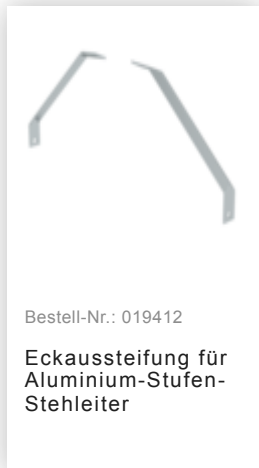 Bestell-Nr.: 019412
Eckaussteifung für
Aluminium-Stufen-
Stehleiter